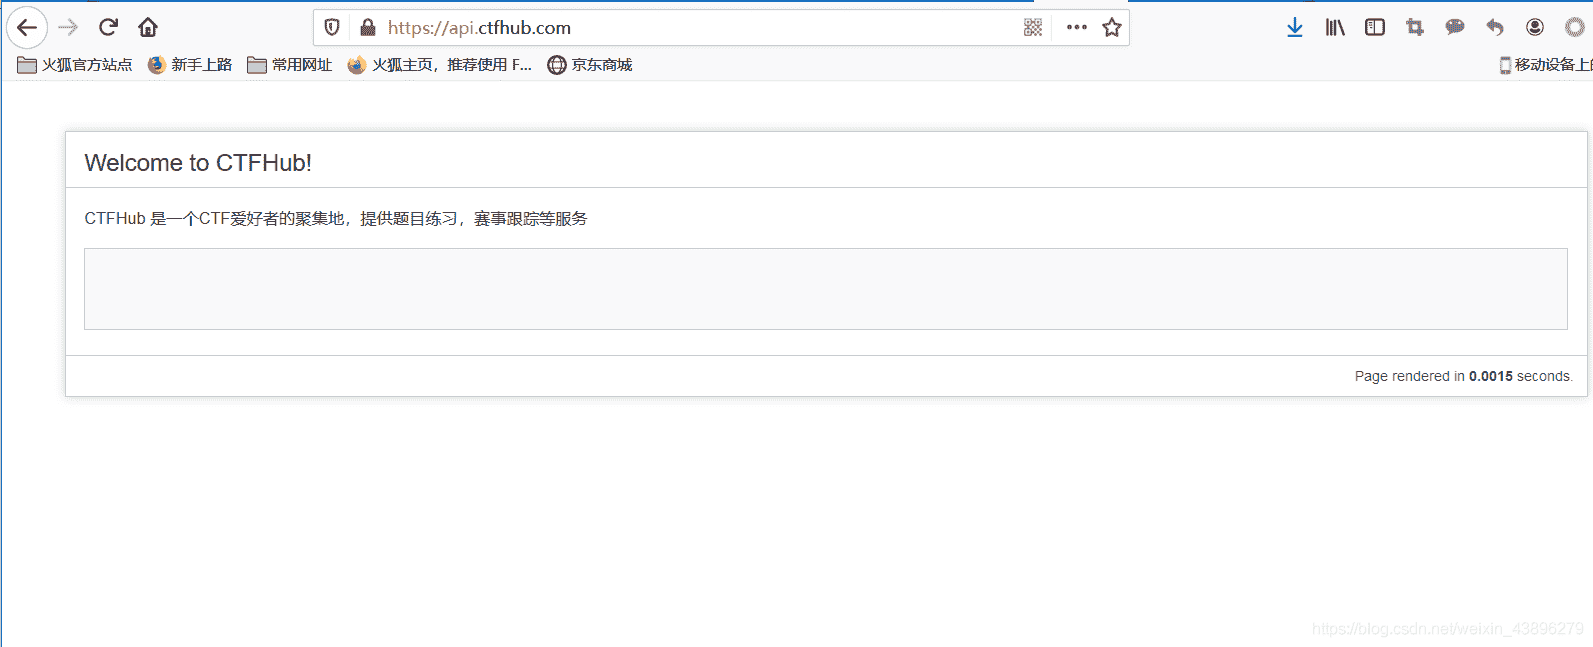 https://api.ctfhub.com
火狐官方站点 新手上路 常用网址 火狐主页，推荐使用 F... 京东商城 移动设备上的
Welcome to CTFHub!
CTFHub 是一个CTF爱好者的聚集地，提供题目练习，赛事跟踪等服务
Page rendered in 0.0015 seconds.
https://blog.csdn.net/weixin_43896279